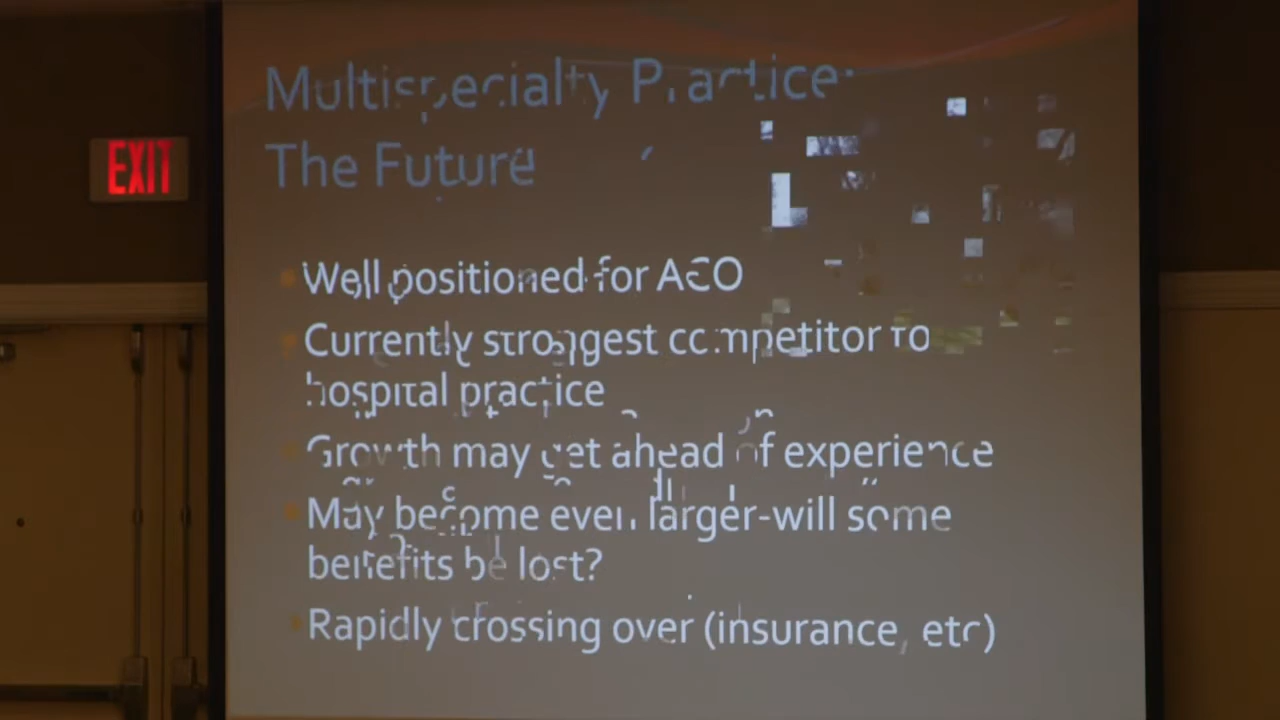 EXIT
Multispecialty Practice:
The Future
Well positioned for ACO
Currently strongest competitor to
hospital practice
Growth may get ahead of experience
May become even larger-will some
benefits be lost?
Rapidly crossing over (insurance, etc)